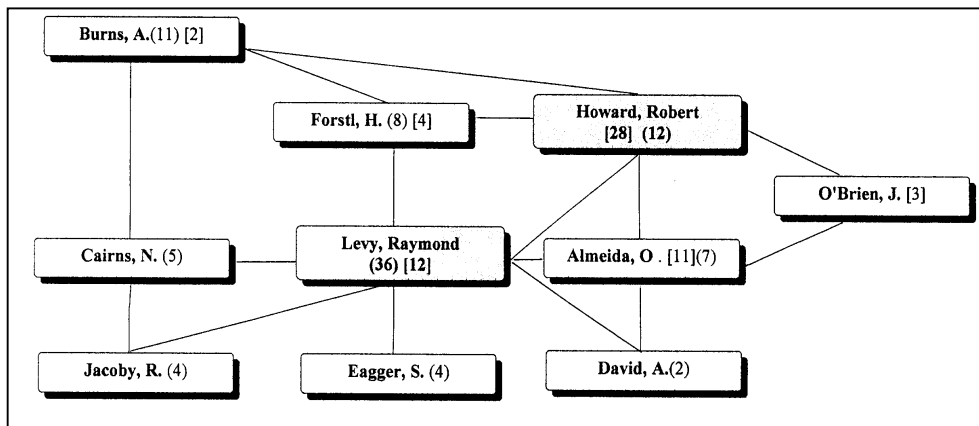 Burns, A.(11) [2]
Forstl, H. (8) [4]
Howard, Robert
[28] (12)
O'Brien, J. [3]
Cairns, N. (5)
Levy, Raymond
(36) [12]
Almeida, O . [11](7)
Jacoby, R. (4)
Eagger, S. (4)
David, A.(2)